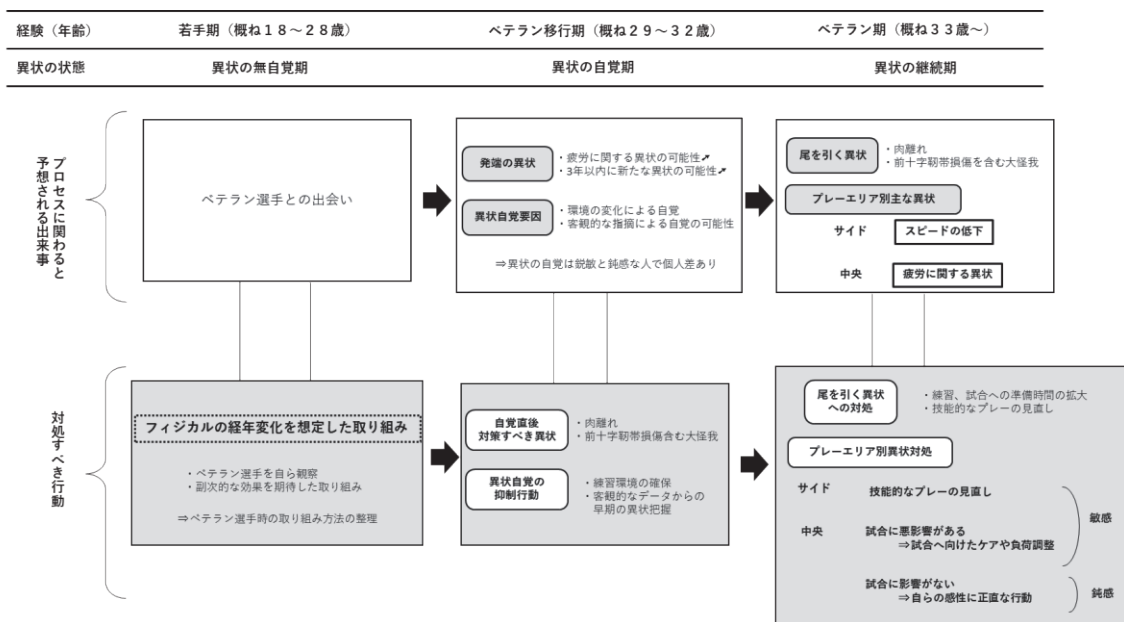 経験（年齢）
若手期（概ね１８～２８歳）
ベテラン移行期（概ね２９～３２歳）
ベテラン期（概ね３３歳～）
異状の状態
異状の無自覚期
異状の自覚期
異状の継続期
プロセスに関わると
予想される出来事
ベテラン選手との出会い
発端の異状
・疲労に関する異状の可能性➚
・3年以内に新たな異状の可能性➚
異状自覚要因
・環境の変化による自覚
・客観的な指摘による自覚の可能性
⇒異状の自覚は鋭敏と鈍感な人で個人差あり
尾を引く異状
・肉離れ
・前十字靭帯損傷を含む大怪我
プレーエリア別主な異状
サイド
スピードの低下
中央
疲労に関する異状
対処すべき行動
フィジカルの経年変化を想定した取り組み
・ベテラン選手を自ら観察
・副次的な効果を期待した取り組み
⇒ベテラン選手時の取り組み方法の整理
自覚直後
対策すべき異状
・肉離れ
・前十字靭帯損傷含む大怪我
異状自覚の
抑制行動
・練習環境の確保
・客観的なデータからの
早期の異状把握
尾を引く異状
への対処
・練習、試合への準備時間の拡大
・技能的なプレーの見直し
プレーエリア別異状対処
サイド
技能的なプレーの見直し
中央
試合に悪影響がある
⇒試合へ向けたケアや負荷調整
敏感
試合に影響がない
⇒自らの感性に正直な行動
鈍感